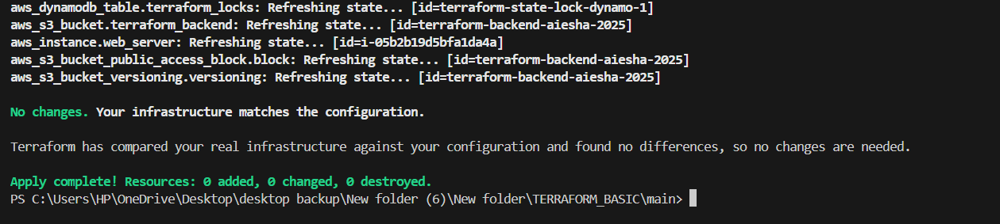 aws_dynamodb_table.terraform_locks: Refreshing state... [id=terraform-state-lock-dynamo-1]
aws_s3_bucket.terraform_backend: Refreshing state... [id=terraform-backend-aiesha-2025]
aws_instance.web_server: Refreshing state... [id=i-05b2b19d5bfa1da4a]
aws_s3_bucket_public_access_block.block: Refreshing state... [id=terraform-backend-aiesha-2025]
aws_s3_bucket_versioning.versioning: Refreshing state... [id=terraform-backend-aiesha-2025]
No changes. Your infrastructure matches the configuration.
Terraform has compared your real infrastructure against your configuration and found no differences, so no changes are needed.
Apply complete! Resources: 0 added, 0 changed, 0 destroyed.
PS C:\Users\HP\OneDrive\Desktop\desktop backup\New folder (6)\New folder\TERRAFORM_BASIC\main>